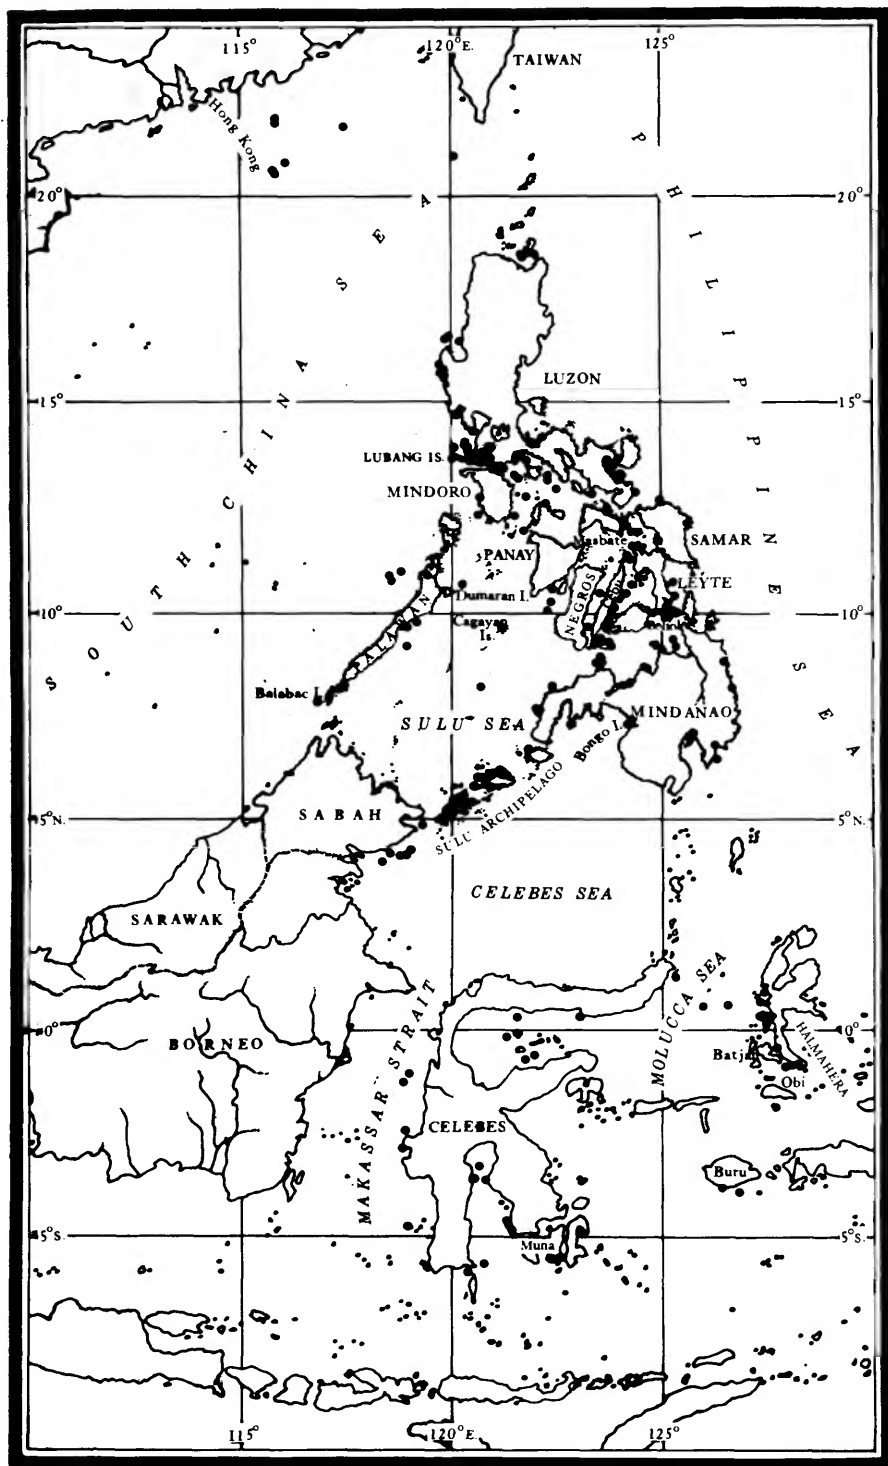 115°
120°E.
125°
TAIWAN
Hong Kong
PHILIPPINE SEA
20°
20°
SOUTH CHINA SEA
LUZON
15°
15°
LUBANG IS.
MINDORO
Masbate
SAMAR
PANAY
LEYTE
Dumaran I.
NEGROS
10°
10°
PALAWAN
Cagayan
Is.
Balabac I.
SULU SEA
MINDANAO
Bongo I.
SABAH
SULU ARCHIPELAGO
5°N.
5°N.
CELEBES SEA
SARAWAK
MAKASSAR STRAIT
MOLUCCA SEA
0°
0°
BORNEO
HALMAHERA
Batjan
Obi
CELEBES
Buru
5°S.
5°S.
Muna
115°
120°E.
125°